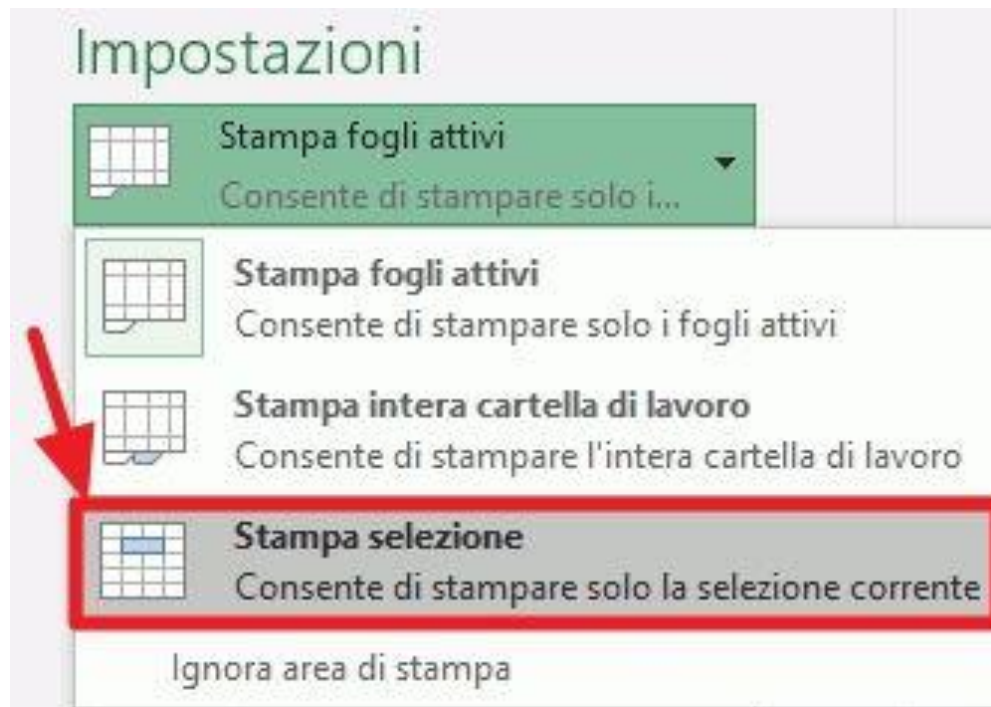 Impostazioni
Stampa fogli attivi
Consente di stampare solo i...
Stampa fogli attivi
Consente di stampare solo i fogli attivi
Stampa intera cartella di lavoro
Consente di stampare l'intera cartella di lavoro
Stampa selezione
Consente di stampare solo la selezione corrente
Ignora area di stampa